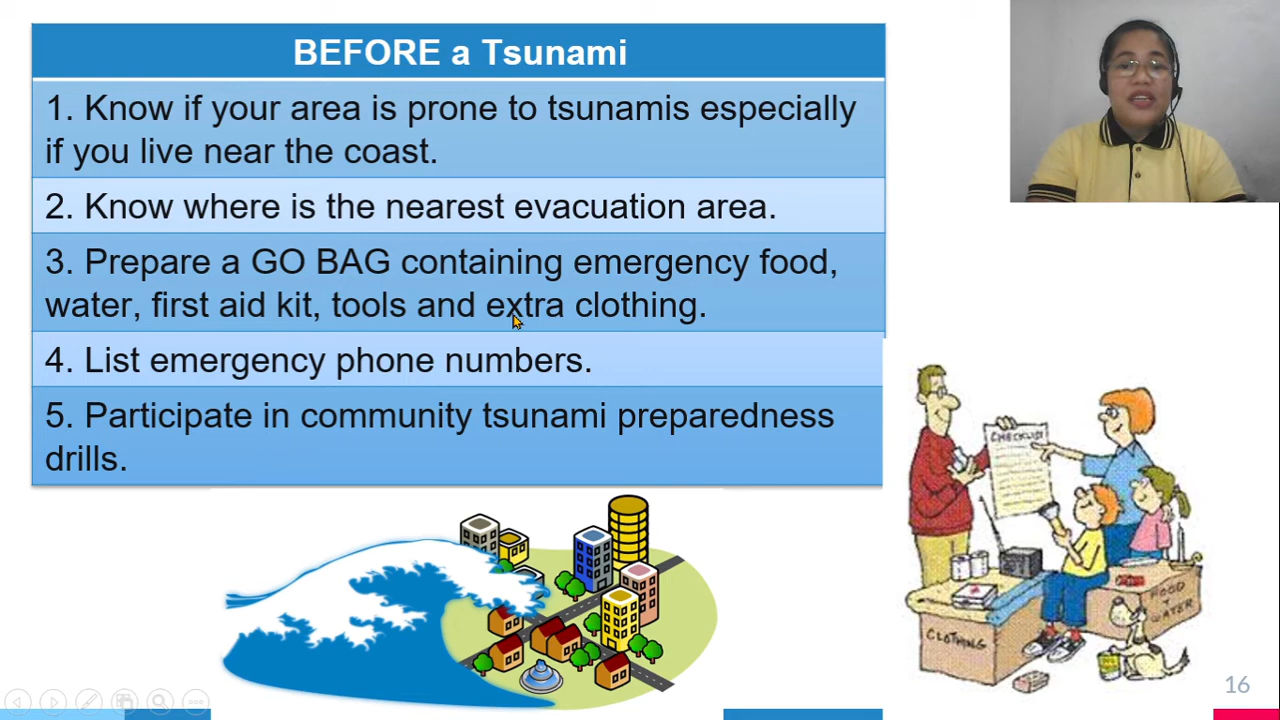 BEFORE a Tsunami
1. Know if your area is prone to tsunamis especially
if you live near the coast.
2. Know where is the nearest evacuation area.
3. Prepare a GO BAG containing emergency food,
water, first aid kit, tools and extra clothing.
4. List emergency phone numbers.
5. Participate in community tsunami preparedness
drills.
CHECKLIST
FOOD
+
WATER
CLOTHING
16